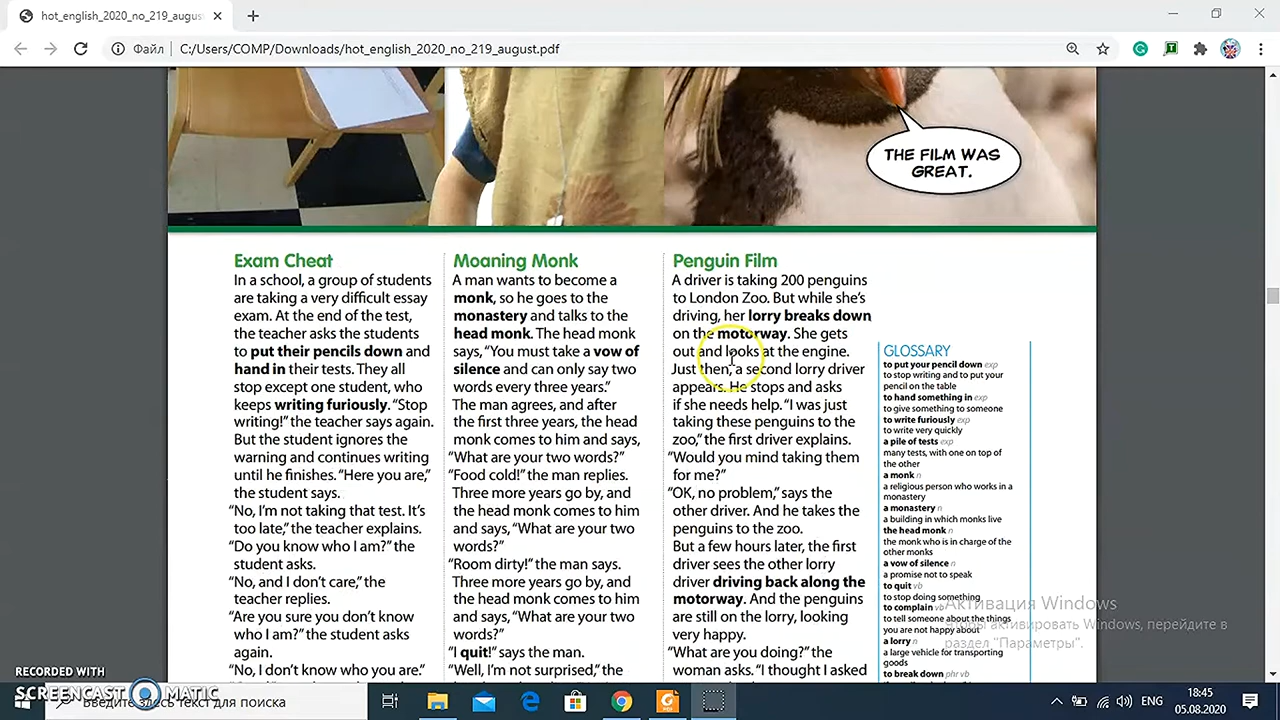 hot_english_2020_no_219_augus
Файл
C:/Users/COMP/Downloads/hot_english_2020_no_219_august.pdf
THE FILM WAS
GREAT.
Exam Cheat
In a school, a group of students
are taking a very difficult essay
exam. At the end of the test,
the teacher asks the students
to put their pencils down and
hand in their tests. They all
stop except one student, who
keeps writing furiously. “Stop
writing!” the teacher says again.
But the student ignores the
warning and continues writing
until he finishes. “Here you are,”
the student says.
“No, I’m not taking that test. It’s
too late,” the teacher explains.
“Do you know who I am?” the
student asks.
“No, and I don’t care,” the
teacher replies.
“Are you sure you don’t know
who I am?” the student asks
again.
“No, I don’t know who you are.”
Moaning Monk
A man wants to become a
monk, so he goes to the
monastery and talks to the
head monk. The head monk
says, “You must take a vow of
silence and can only say two
words every three years.”
The man agrees, and after
the first three years, the head
monk comes to him and says,
“What are your two words?”
“Food cold!” the man replies.
Three more years go by, and
the head monk comes to him
and says, “What are your two
words?”
“Room dirty!” the man says.
Three more years go by, and
the head monk comes to him
and says, “What are your two
words?”
“I quit!” says the man.
“Well, I’m not surprised,” the
Penguin Film
A driver is taking 200 penguins
to London Zoo. But while she’s
driving, her lorry breaks down
on the motorway. She gets
out and looks at the engine.
Just then, a second lorry driver
appears. He stops and asks
if she needs help. “I was just
taking these penguins to the
zoo,” the first driver explains.
“Would you mind taking them
for me?”
“OK, no problem,” says the
other driver. And he takes the
penguins to the zoo.
But a few hours later, the first
driver sees the other lorry
driver driving back along the
motorway. And the penguins
are still on the lorry, looking
very happy.
“What are you doing?” the
woman asks. “I thought I asked
GLOSSARY
to put your pencil down exp
to stop writing and to put your
pencil on the table
to hand something in exp
to give something to someone
to write furiously exp
to write very quickly
a pile of tests exp
many tests, with one on top of
the other
a monk n
a religious person who works in a
monastery
a monastery n
a building in which monks live
the head monk n
the monk who is in charge of the
other monks
a vow of silence n
a promise not to speak
to quit vb
to stop doing something
to complain vb
to tell someone about the things
you are not happy about
a lorry n
a large vehicle for transporting
goods
to break down phr vb
Активация Windows
Чтобы активировать Windows, перейдите в
раздел "Параметры".
RECORDED WITH
SCREENCAST MATIC
Введите здесь текст для поиска
ENG
18:45
05.08.2020